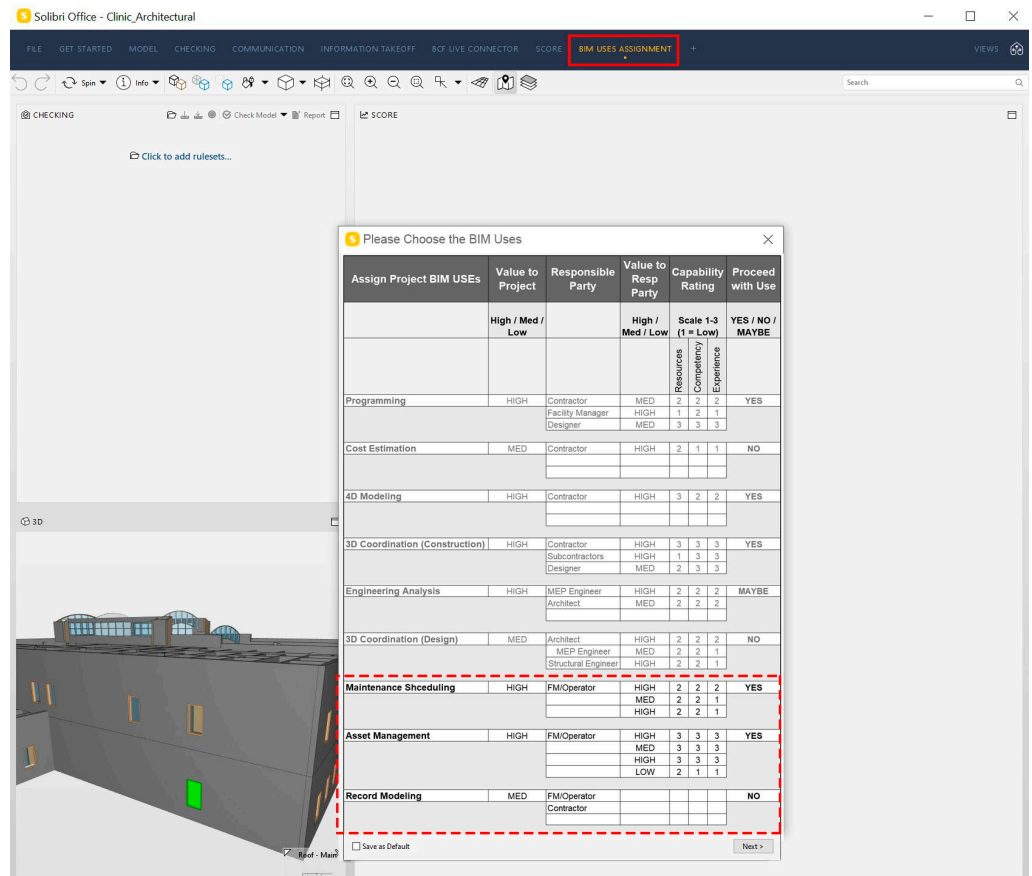 Solibri Office - Clinic_Architectural
FILE GET STARTED MODEL CHECKING COMMUNICATION INFORMATION TAKEOFF BCF LIVE CONNECTOR SCORE BIM USES ASSIGNMENT + VIEWS
Spin Info Search
CHECKING Check Model Report
SCORE
Click to add rulesets...
Please Choose the BIM Uses
Assign Project BIM USEs Value to Project Responsible Party Value to Resp Party Capability Rating Proceed with Use
High / Med / Low High / Med / Low Scale 1-3 (1 = Low) YES / NO / MAYBE
Resources Competency Experience
Programming HIGH Contractor MED 2 2 2 YES
Facility Manager HIGH 1 2 1
Designer MED 3 3 3
Cost Estimation MED Contractor HIGH 2 1 1 NO
4D Modeling HIGH Contractor HIGH 3 2 2 YES
3D Coordination (Construction) HIGH Contractor HIGH 3 3 3 YES
Subcontractors HIGH 1 3 3
Designer MED 2 3 3
Engineering Analysis HIGH MEP Engineer HIGH 2 2 2 MAYBE
Architect MED 2 2 2
3D Coordination (Design) MED Architect HIGH 2 2 2 NO
MEP Engineer MED 2 2 1
Structural Engineer HIGH 2 2 1
Maintenance Shceduling HIGH FM/Operator HIGH 2 2 2 YES
MED 2 2 1
HIGH 2 2 1
Asset Management HIGH FM/Operator HIGH 3 3 3 YES
MED 3 3 3
HIGH 3 3 3
LOW 2 1 1
Record Modeling MED FM/Operator NO
Contractor
Save as Default Next >
3D
Roof - Main